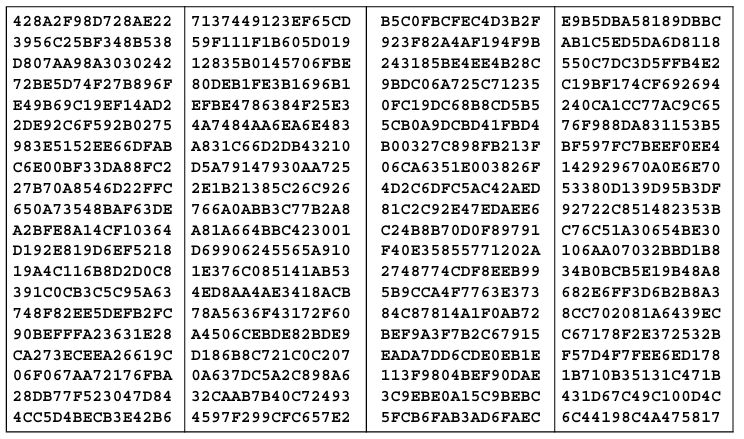 428A2F98D728AE22 7137449123EF65CD B5C0FBCFEC4D3B2F E9B5DBA58189DBBC
3956C25BF348B538 59F111F1B605D019 923F82A4AF194F9B AB1C5ED5DA6D8118
D807AA98A3030242 12835B0145706FBE 243185BE4EE4B28C 550C7DC3D5FFB4E2
72BE5D74F27B896F 80DEB1FE3B1696B1 9BDC06A725C71235 C19BF174CF692694
E49B69C19EF14AD2 EFBE4786384F25E3 0FC19DC68B8CD5B5 240CA1CC77AC9C65
2DE92C6F592B0275 4A7484AA6EA6E483 5CB0A9DCBD41FBD4 76F988DA831153B5
983E5152EE66DFAB A831C66D2DB43210 B00327C898FB213F BF597FC7BEEF0EE4
C6E00BF33DA88FC2 D5A79147930AA725 06CA6351E003826F 142929670A0E6E70
27B70A8546D22FFC 2E1B21385C26C926 4D2C6DFC5AC42AED 53380D139D95B3DF
650A73548BAF63DE 766A0ABB3C77B2A8 81C2C92E47EDAEE6 92722C851482353B
A2BFE8A14CF10364 A81A664BBC423001 C24B8B70D0F89791 C76C51A30654BE30
D192E819D6EF5218 D69906245565A910 F40E35855771202A 106AA07032BBD1B8
19A4C116B8D2D0C8 1E376C085141AB53 2748774CDF8EEB99 34B0BCB5E19B48A8
391C0CB3C5C95A63 4ED8AA4AE3418ACB 5B9CCA4F7763E373 682E6FF3D6B2B8A3
748F82EE5DEFB2FC 78A5636F43172F60 84C87814A1F0AB72 8CC702081A6439EC
90BEFFFA23631E28 A4506CEBDE82BDE9 BEF9A3F7B2C67915 C67178F2E372532B
CA273ECEEA26619C D186B8C721C0C207 EADA7DD6CDE0EB1E F57D4F7FEE6ED178
06F067AA72176FBA 0A637DC5A2C898A6 113F9804BEF90DAE 1B710B35131C471B
28DB77F523047D84 32CAAB7B40C72493 3C9EBE0A15C9BEBC 431D67C49C100D4C
4CC5D4BECB3E42B6 4597F299CFC657E2 5FCB6FAB3AD6FAEC 6C44198C4A475817